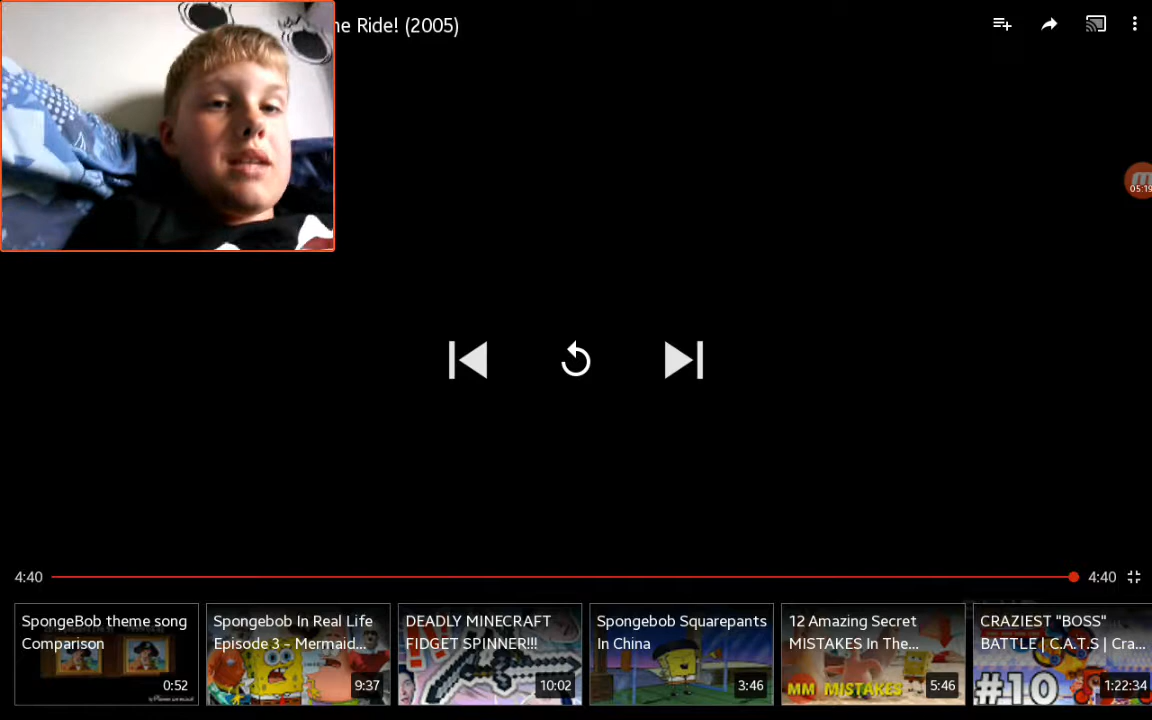 ne Ride! (2005)
05:19
4:40
4:40
SpongeBob theme song
Comparison
0:52
Spongebob In Real Life
Episode 3 - Mermaid...
9:37
DEADLY MINECRAFT
FIDGET SPINNER!!!
10:02
Spongebob Squarepants
In China
3:46
12 Amazing Secret
MISTAKES In The...
MM MISTAKES
5:46
CRAZIEST "BOSS"
BATTLE | C.A.T.S | Cra...
#10
1:22:34